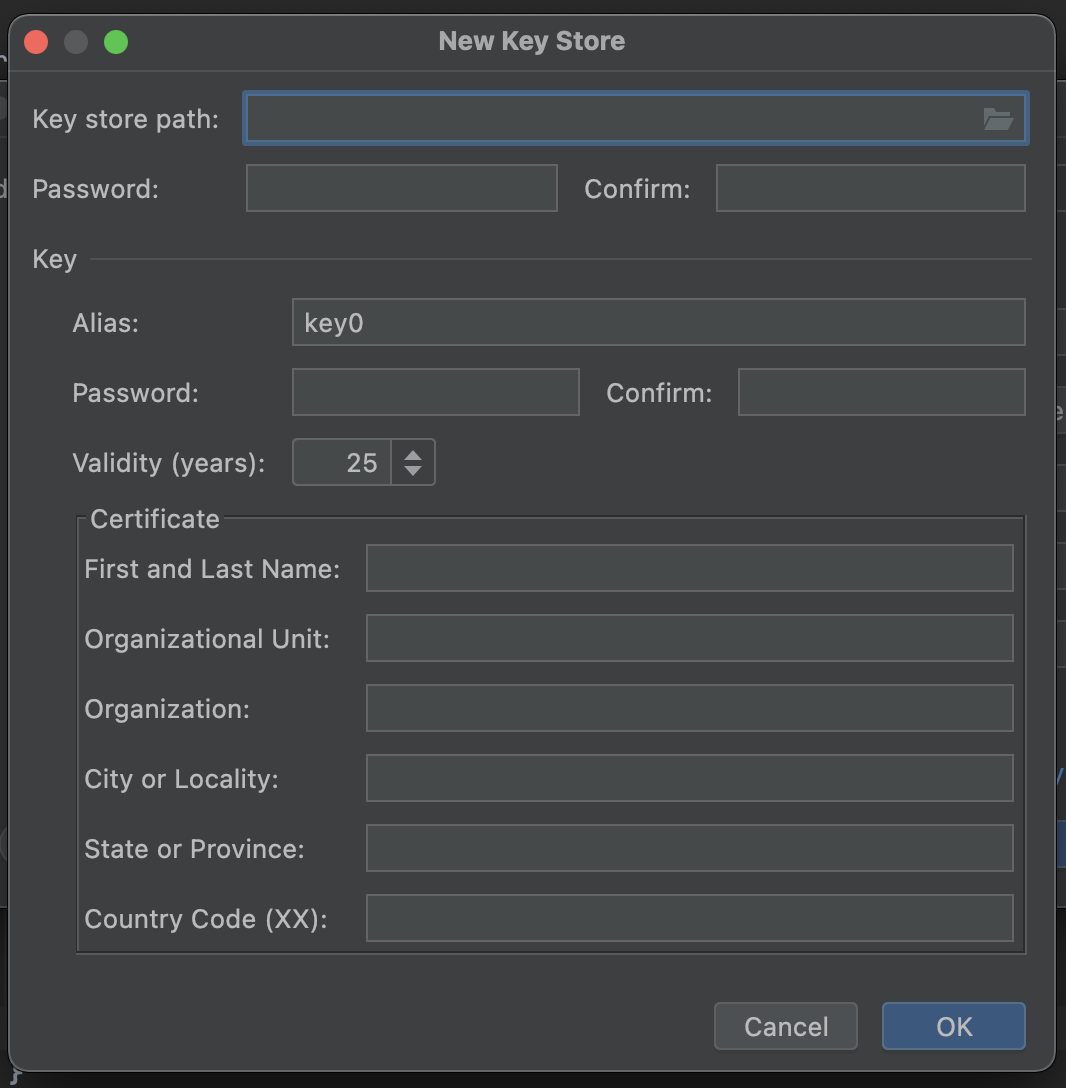 New Key Store
Key store path:
Password: Confirm:
Key
Alias: key0
Password: Confirm:
Validity (years): 25
Certificate
First and Last Name:
Organizational Unit:
Organization:
City or Locality:
State or Province:
Country Code (XX):
Cancel OK
}